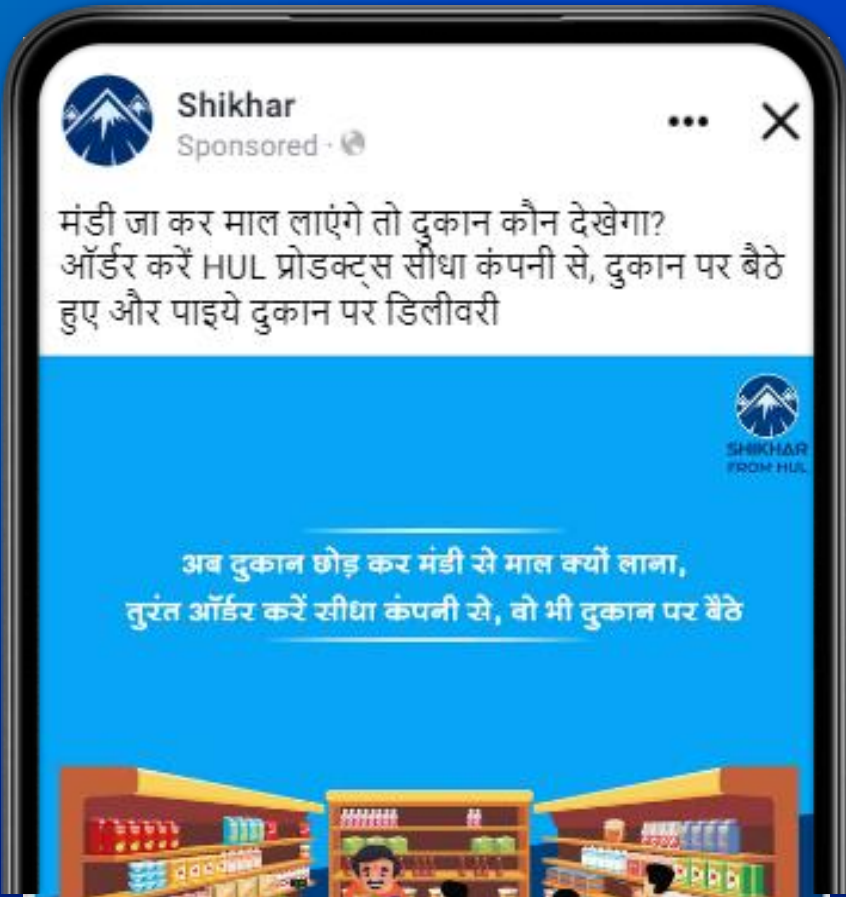 Shikhar
Sponsored ·
मंडी जा कर माल लाएंगे तो दुकान कौन देखेगा?
ऑर्डर करें HUL प्रोडक्ट्स सीधा कंपनी से, दुकान पर बैठे
हुए और पाइये दुकान पर डिलीवरी
SHIKHAR
FROM HUL
अब दुकान छोड़ कर मंडी से माल क्यों लाना,
तुरंत ऑर्डर करें सीधा कंपनी से, वो भी दुकान पर बैठे